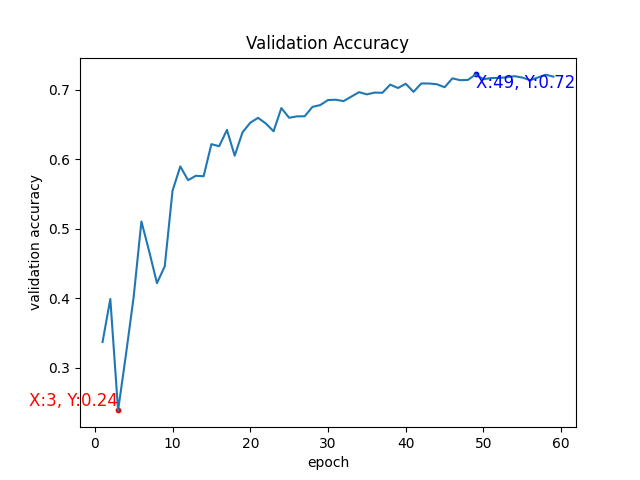 Validation Accuracy
validation accuracy
0.7
0.6
0.5
0.4
0.3
X:49, Y:0.72
X:3, Y:0.24
0
10
20
30
40
50
60
epoch